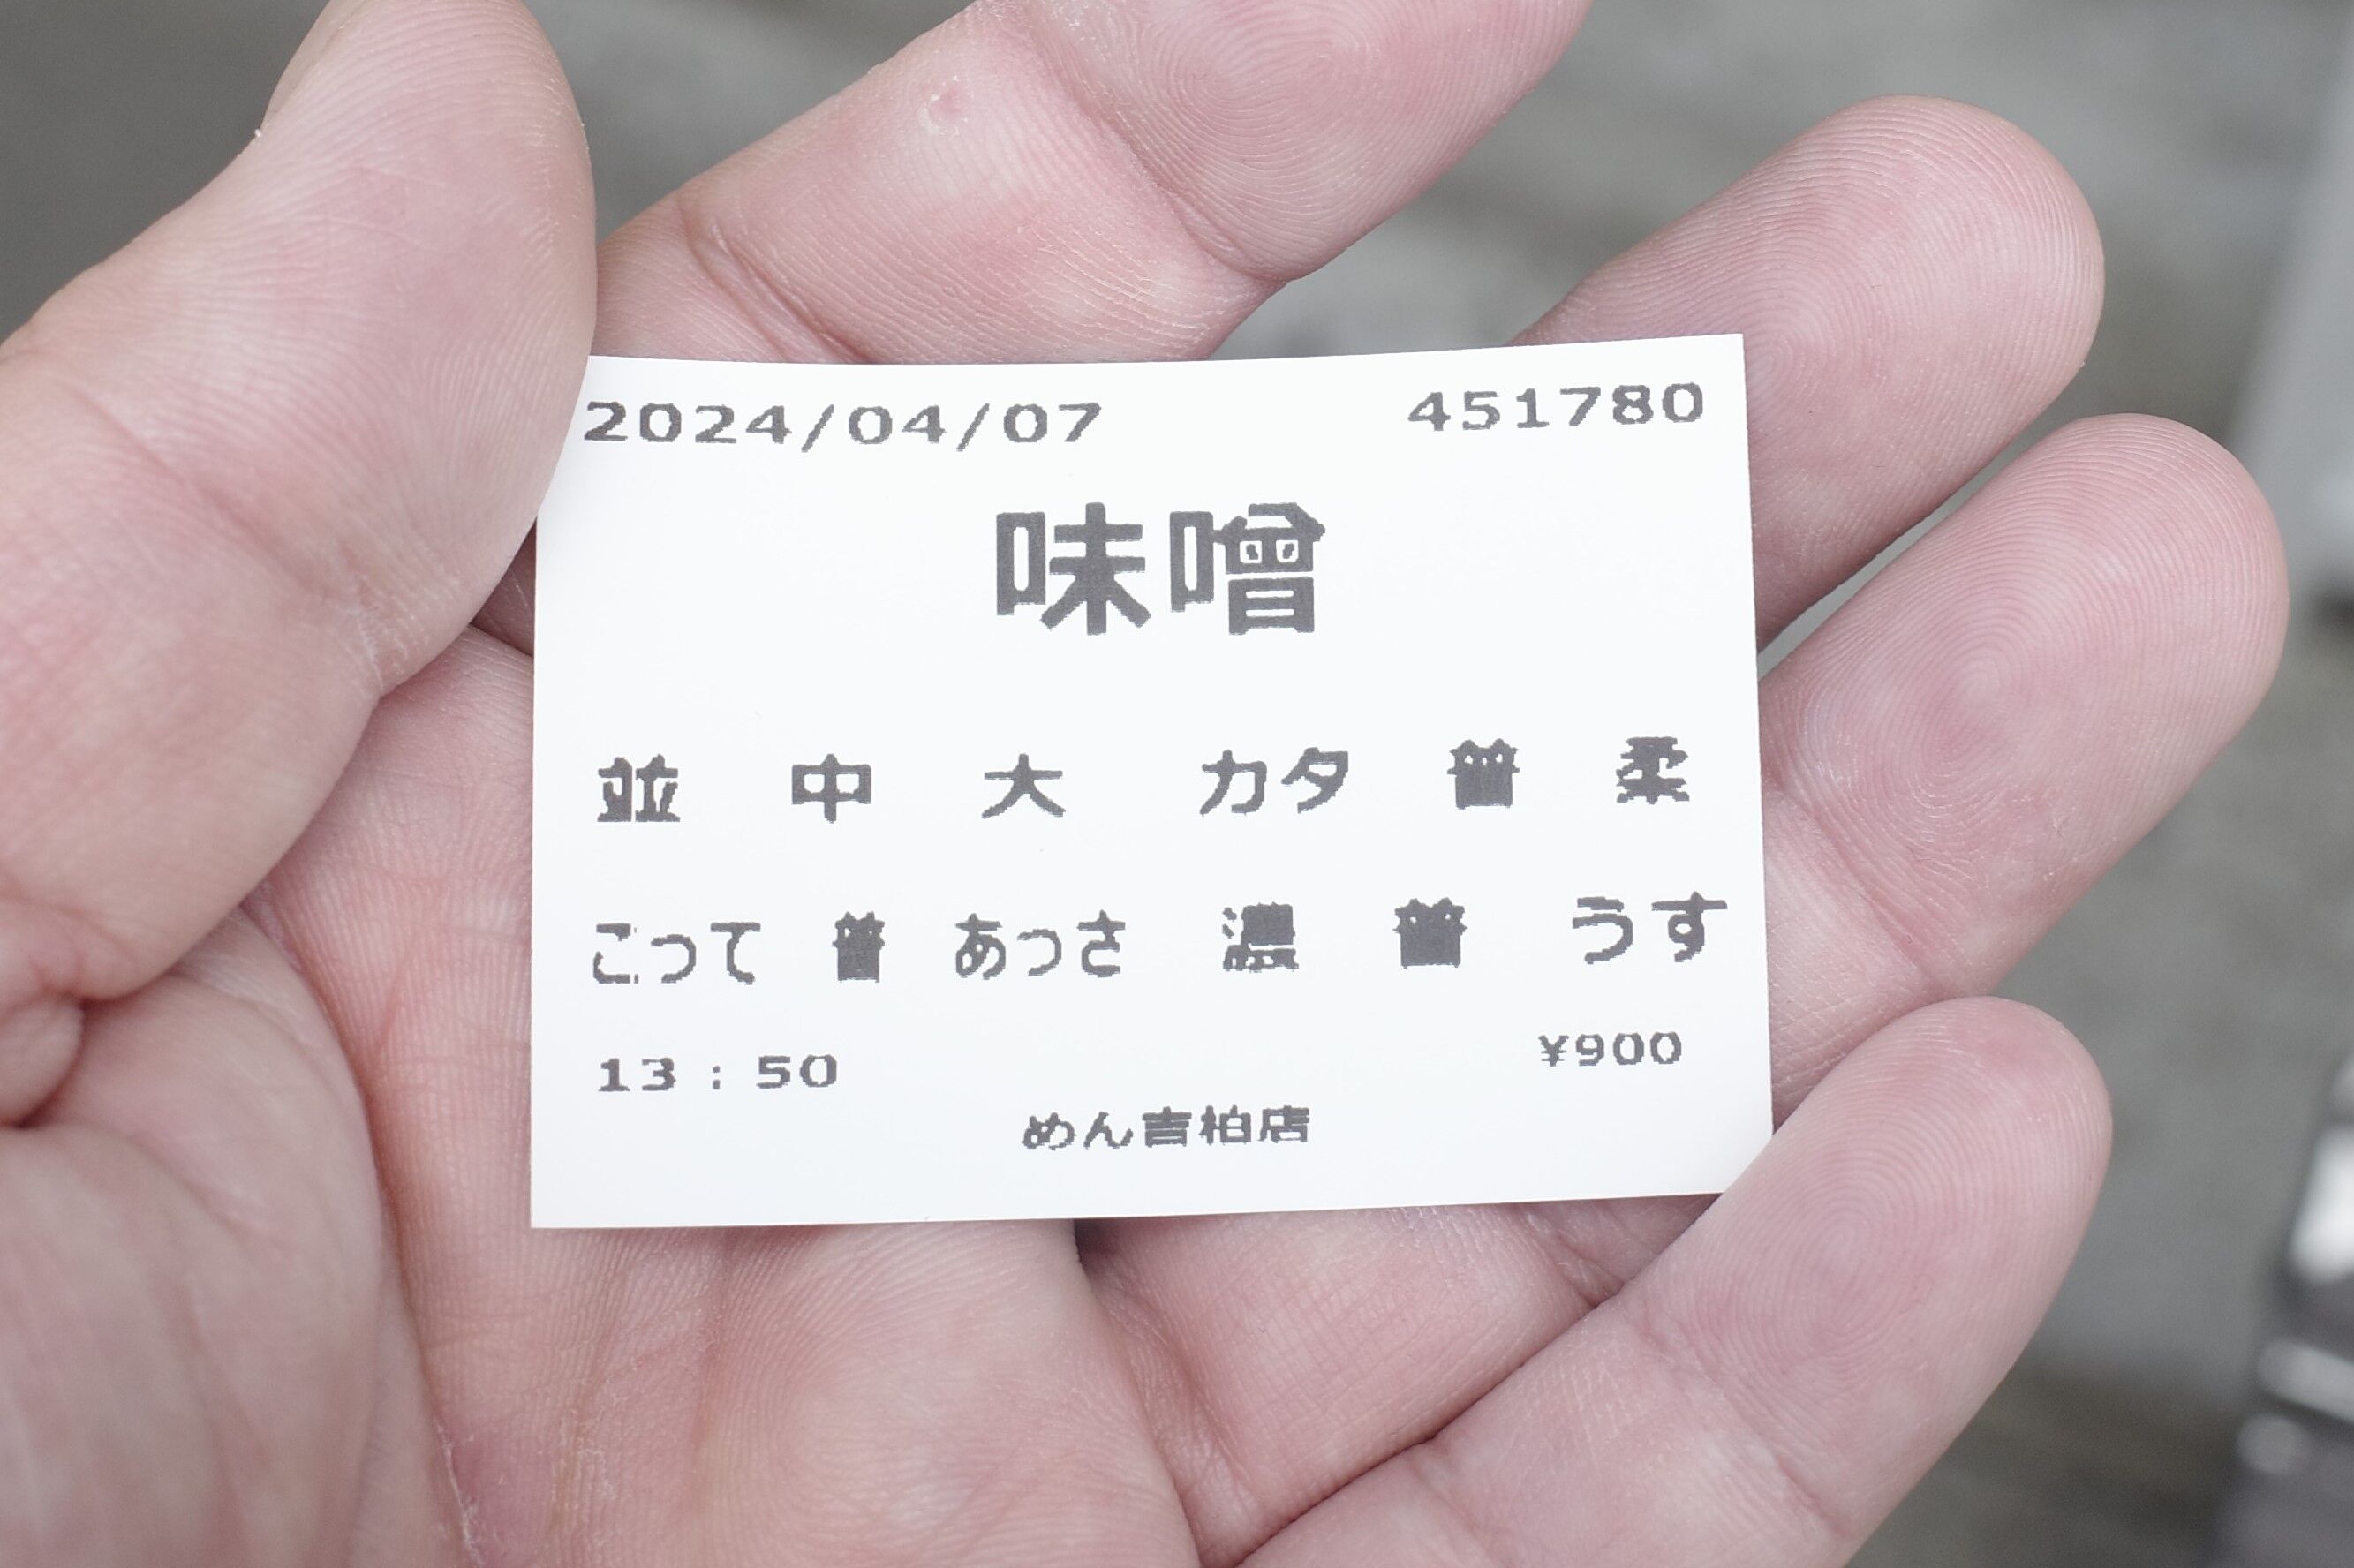 2024/04/07 451780
味噌
並 中 大 カタ 普 柔
こって 普 あっさ 濃 普 うす
13:50 ¥900
めん吉柏店